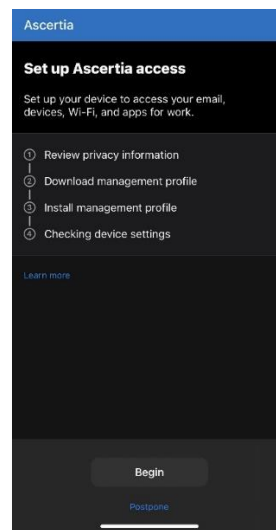 Ascertia
Set up Ascertia access
Set up your device to access your email,
devices, Wi-Fi, and apps for work.
1 Review privacy information
2 Download management profile
3 Install management profile
4 Checking device settings
Learn more
Begin
Postpone